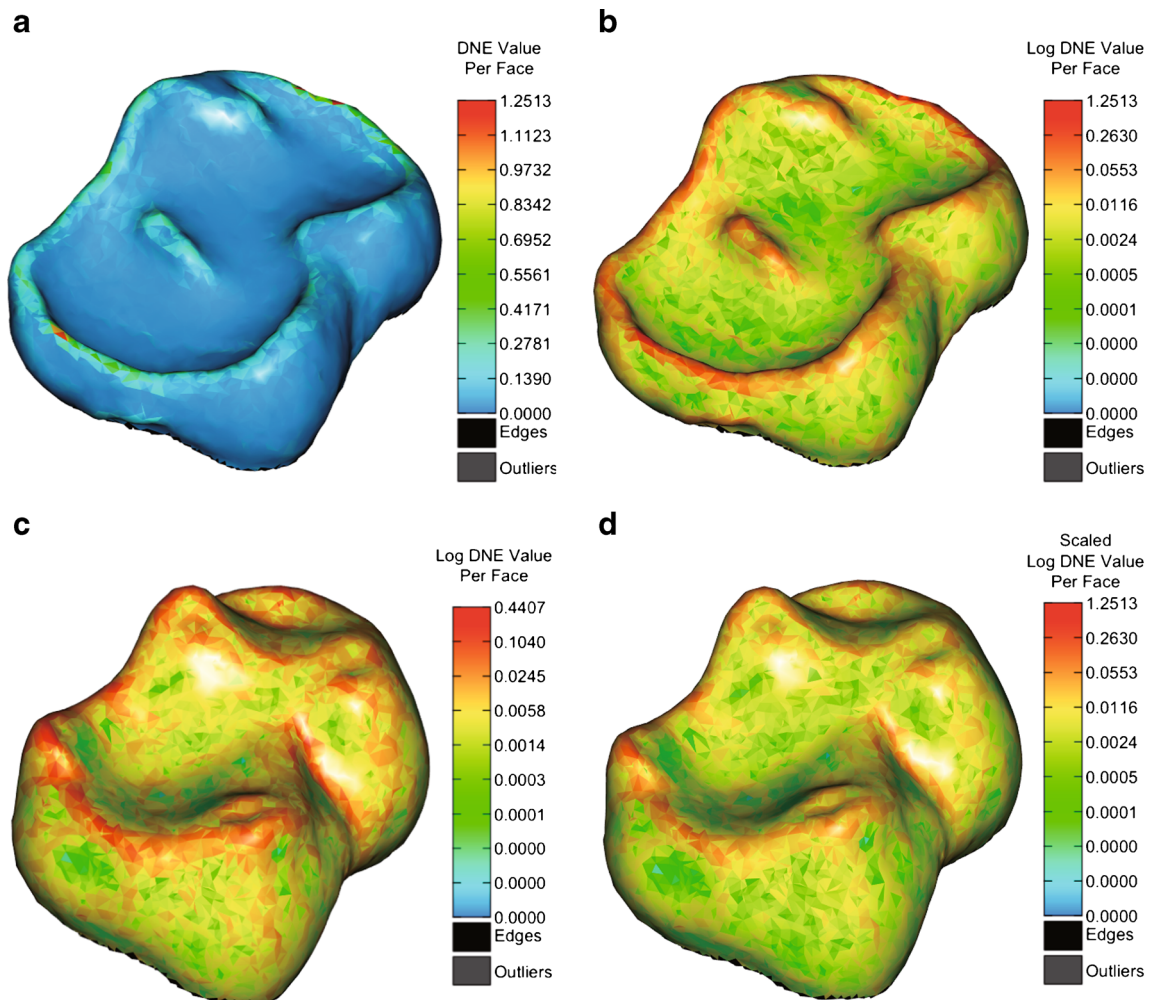 a
DNE Value
Per Face
1.2513
1.1123
0.9732
0.8342
0.6952
0.5561
0.4171
0.2781
0.1390
0.0000
Edges
Outliers
b
Log DNE Value
Per Face
1.2513
0.2630
0.0553
0.0116
0.0024
0.0005
0.0001
0.0000
0.0000
0.0000
Edges
Outliers
c
Log DNE Value
Per Face
0.4407
0.1040
0.0245
0.0058
0.0014
0.0003
0.0001
0.0000
0.0000
0.0000
Edges
Outliers
d
Scaled
Log DNE Value
Per Face
1.2513
0.2630
0.0553
0.0116
0.0024
0.0005
0.0001
0.0000
0.0000
0.0000
Edges
Outliers